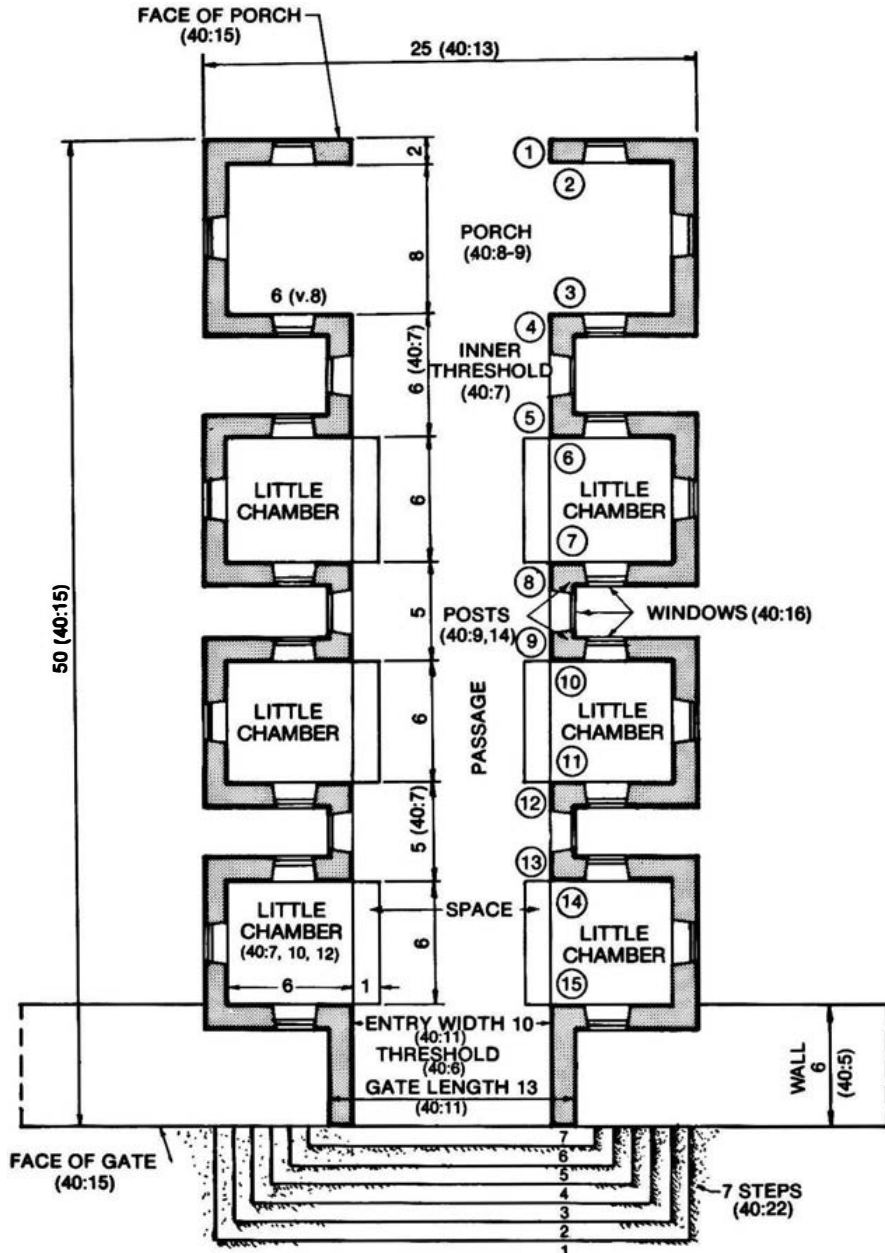 FACE OF PORCH
(40:15)
25 (40:13)
2
1
2
8
PORCH
(40:8-9)
6 (v.8)
3
4
6 (40:7)
INNER
THRESHOLD
(40:7)
5
6
LITTLE
CHAMBER
6
LITTLE
CHAMBER
7
8
50 (40:15)
5
POSTS
(40:9,14)
WINDOWS (40:16)
9
10
LITTLE
CHAMBER
6
PASSAGE
LITTLE
CHAMBER
11
12
5 (40:7)
13
LITTLE
CHAMBER
(40:7, 10, 12)
SPACE
14
6
LITTLE
CHAMBER
6
1
15
ENTRY WIDTH 10
(40:11)
THRESHOLD
(40:6)
GATE LENGTH 13
(40:11)
WALL
6
(40:5)
FACE OF GATE
(40:15)
7
6
5
4
3
2
1
7 STEPS
(40:22)